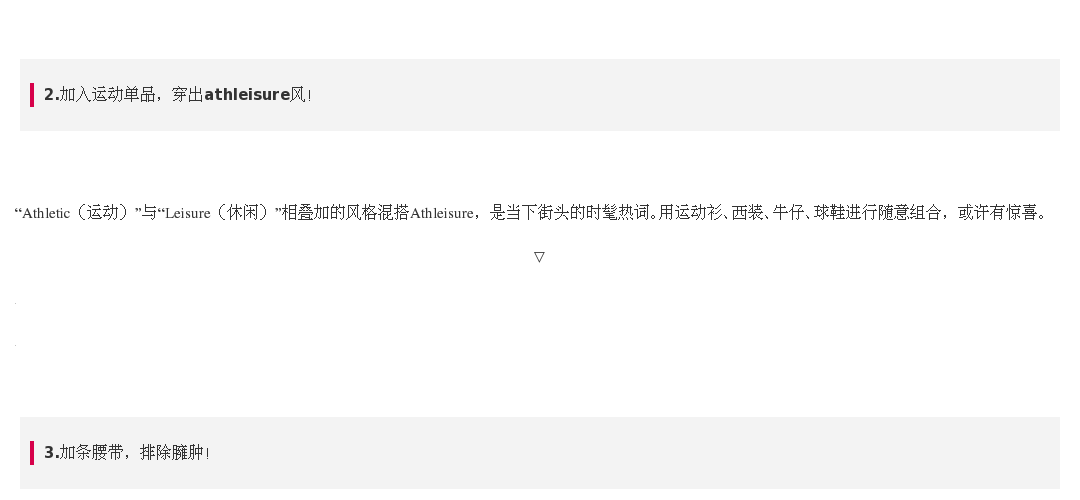 2.加入运动单品，穿出athleisure风！
“Athletic（运动）”与“Leisure（休闲）”相叠加的风格混搭Athleisure，是当下街头的时髦热词。用运动衫、西装、牛仔、球鞋进行随意组合，或许有惊喜。
▽
3.加条腰带，排除臃肿！